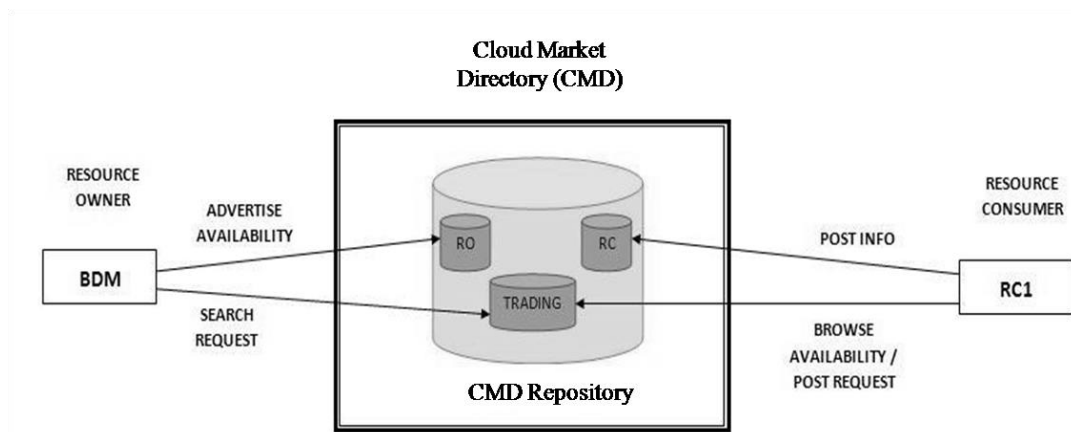 Cloud Market
Directory (CMD)
RESOURCE
OWNER
BDM
ADVERTISE
AVAILABILITY
SEARCH
REQUEST
RO
RC
TRADING
CMD Repository
RESOURCE
CONSUMER
POST INFO
RC1
BROWSE
AVAILABILITY /
POST REQUEST